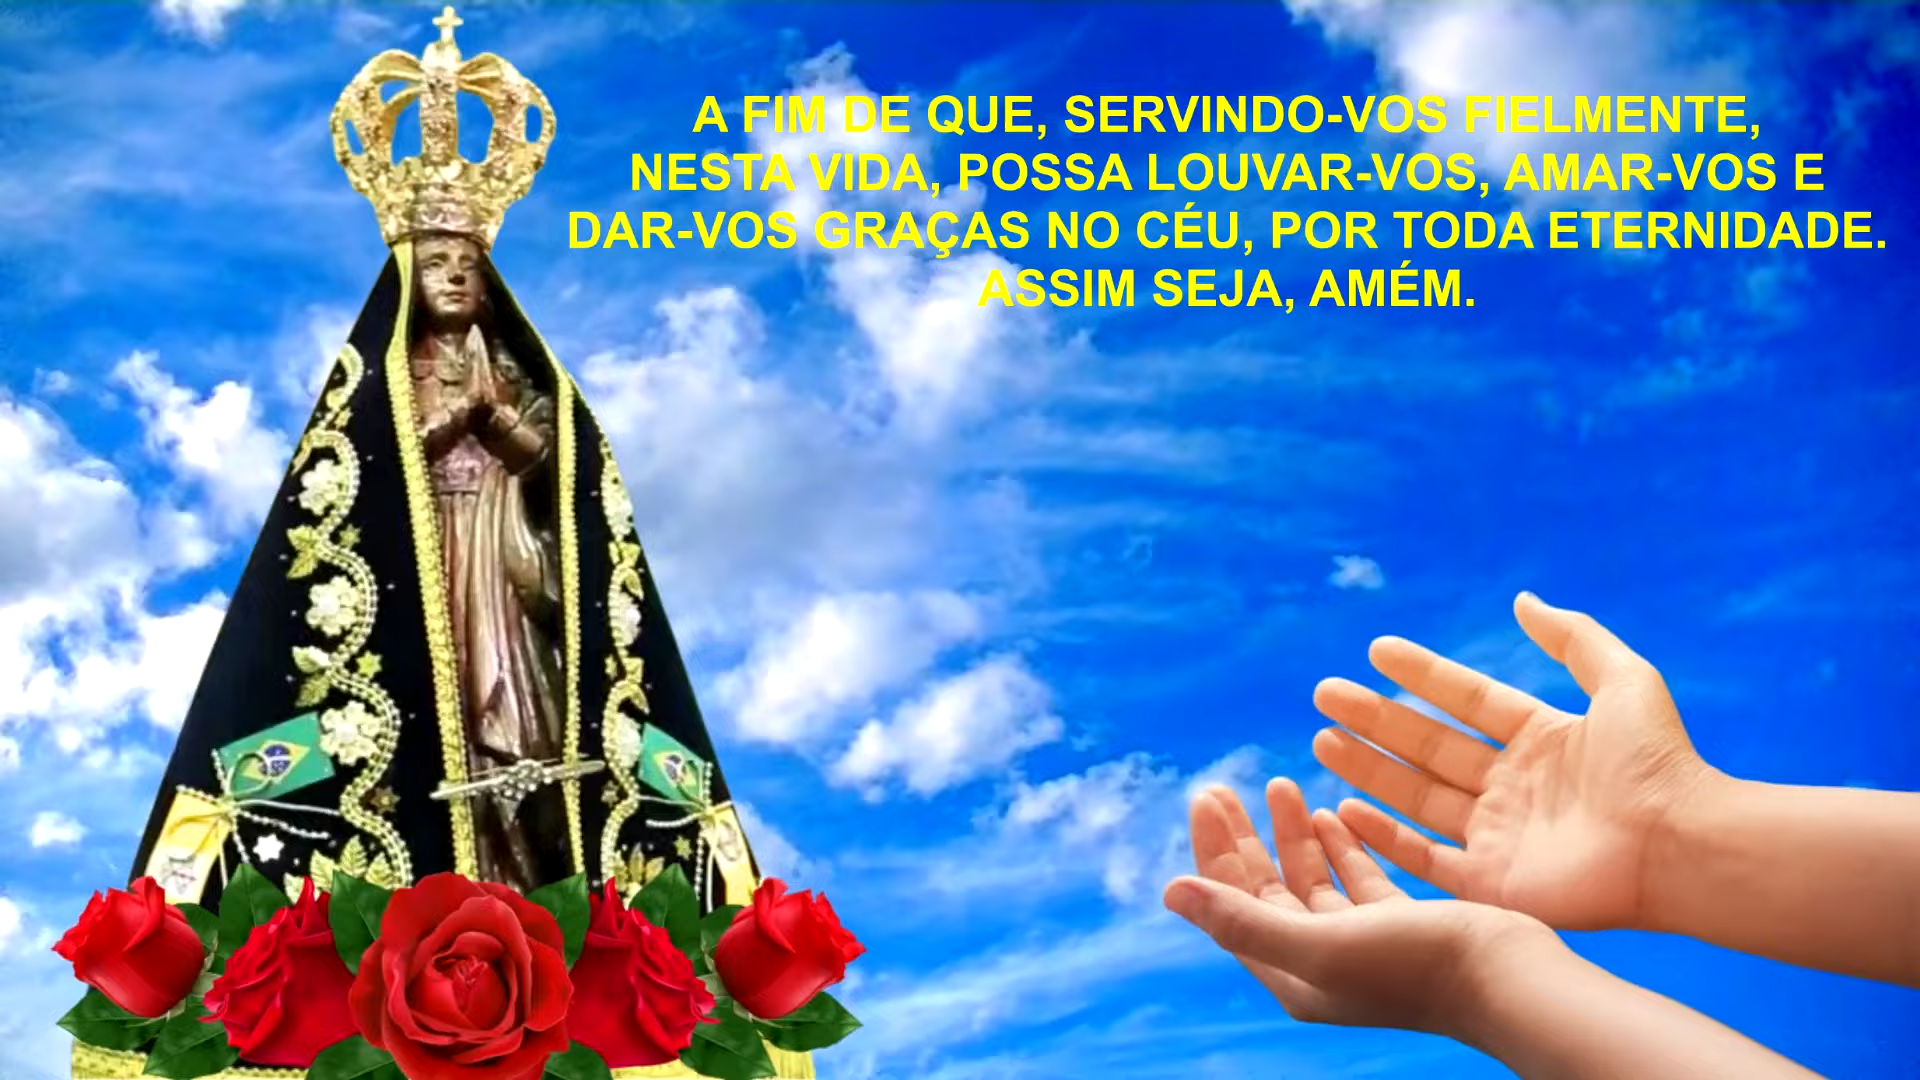 A FIM DE QUE, SERVINDO-VOS FIELMENTE,
NESTA VIDA, POSSA LOUVAR-VOS, AMAR-VOS E
DAR-VOS GRAÇAS NO CÉU, POR TODA ETERNIDADE.
ASSIM SEJA, AMÉM.